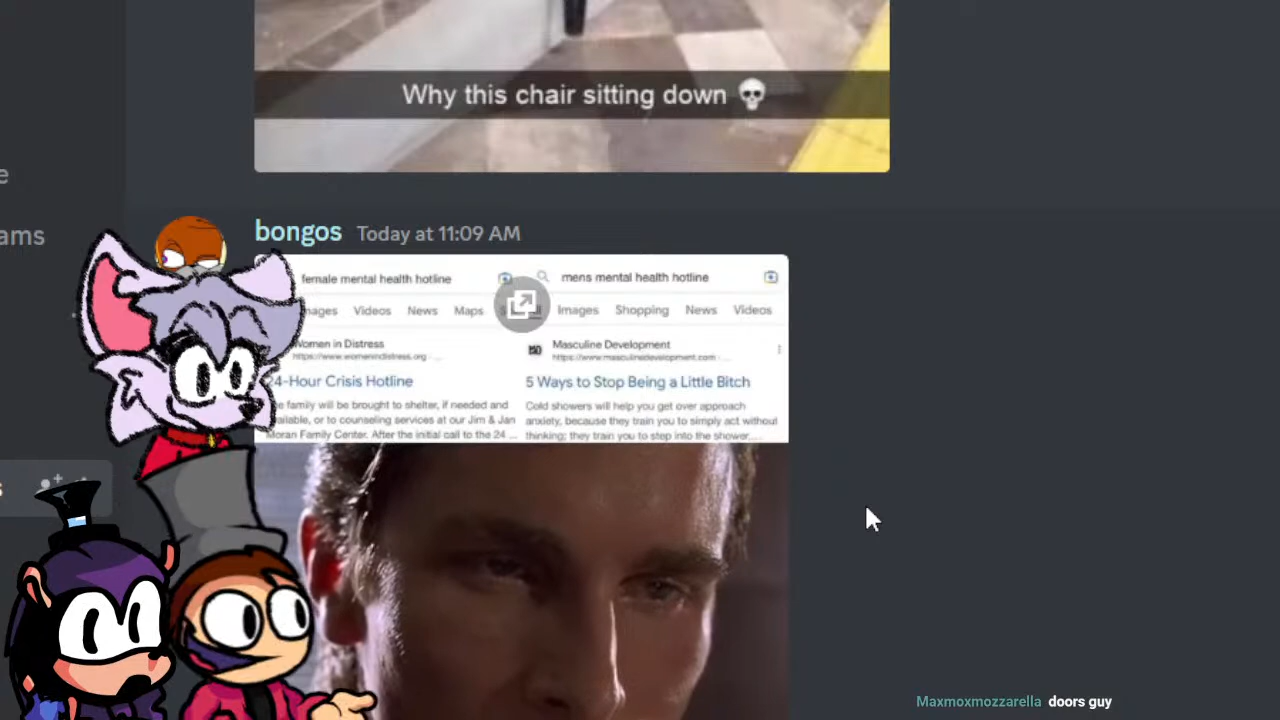 Why this chair sitting down 💀
e
ams
bongos Today at 11:09 AM
female mental health hotline
mens mental health hotline
mages Videos News Maps
Images Shopping News Videos
Women in Distress
https://www.womenindistress.org
Masculine Development
https://www.masculinedevelopment.com
24-Hour Crisis Hotline
5 Ways to Stop Being a Little Bitch
e family will be brought to shelter, if needed and
ailable, or to counseling services at our Jim & Jan
Moran Family Center. After the initial call to the 24 ...
Cold showers will help you get over approach
anxiety, because they train you to simply act without
thinking; they train you to step into the shower....
s
Maxmoxmozzarella doors guy